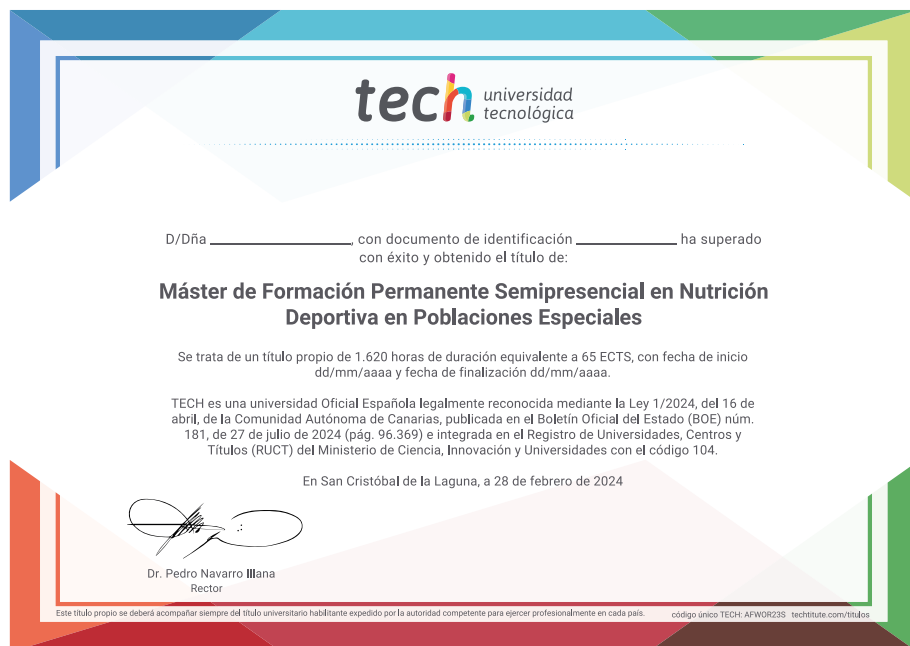 tech universidad
tecnológica
D/Dña ____________________, con documento de identificación ______________ ha superado
con éxito y obtenido el título de:
Máster de Formación Permanente Semipresencial en Nutrición
Deportiva en Poblaciones Especiales
Se trata de un título propio de 1.620 horas de duración equivalente a 65 ECTS, con fecha de inicio
dd/mm/aaaa y fecha de finalización dd/mm/aaaa.
TECH es una universidad Oficial Española legalmente reconocida mediante la Ley 1/2024, del 16 de
abril, de la Comunidad Autónoma de Canarias, publicada en el Boletín Oficial del Estado (BOE) núm.
181, de 27 de julio de 2024 (pág. 96.369) e integrada en el Registro de Universidades, Centros y
Títulos (RUCT) del Ministerio de Ciencia, Innovación y Universidades con el código 104.
En San Cristóbal de la Laguna, a 28 de febrero de 2024
Dr. Pedro Navarro Illana
Rector
Este título propio se deberá acompañar siempre del título universitario habilitante expedido por la autoridad competente para ejercer profesionalmente en cada país. código único TECH: AFWOR23S techtitute.com/titulos